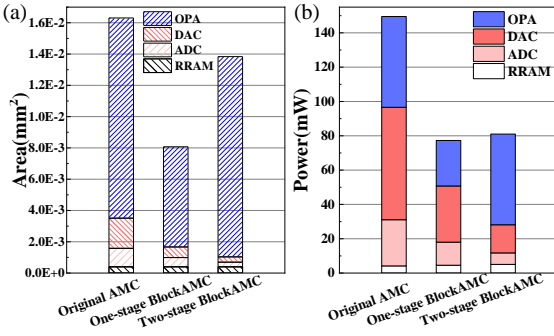 (a)
Area(mm²)
1.6E-2
1.4E-2
1.2E-2
1.0E-2
8.0E-3
6.0E-3
4.0E-3
2.0E-3
0.0E+0
OPA
DAC
ADC
RRAM
Original AMC
One-stage BlockAMC
Two-stage BlockAMC
(b)
Power(mW)
140
120
100
80
60
40
20
0
OPA
DAC
ADC
RRAM
Original AMC
One-stage BlockAMC
Two-stage BlockAMC